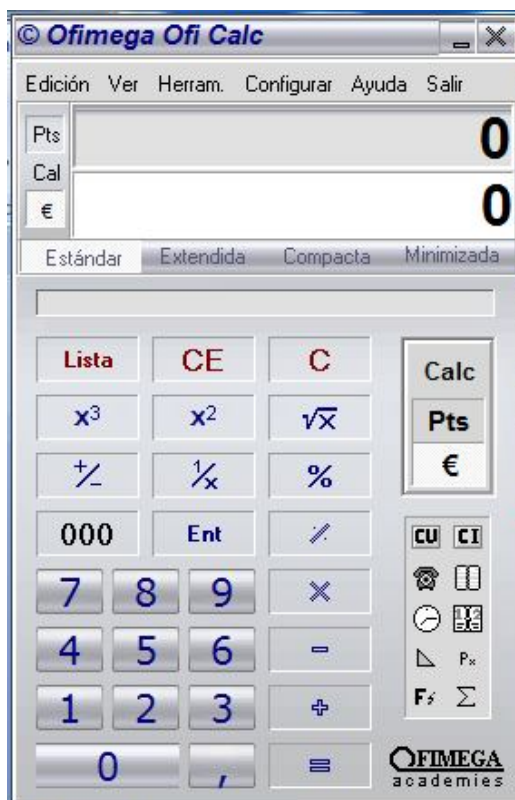 © Ofimega Ofi Calc
Edición Ver Herram. Configurar Ayuda Salir
Pts
0
Cal
€
0
Estándar Extendida Compacta Minimizada
Lista CE C
Calc
x³ x² √x
Pts
+/- 1/x %
€
000 Ent ⁒
CU CI
7 8 9 ×
4 5 6 -
Px
1 2 3 +
F Σ
0 , =
OFIMEGA
academies